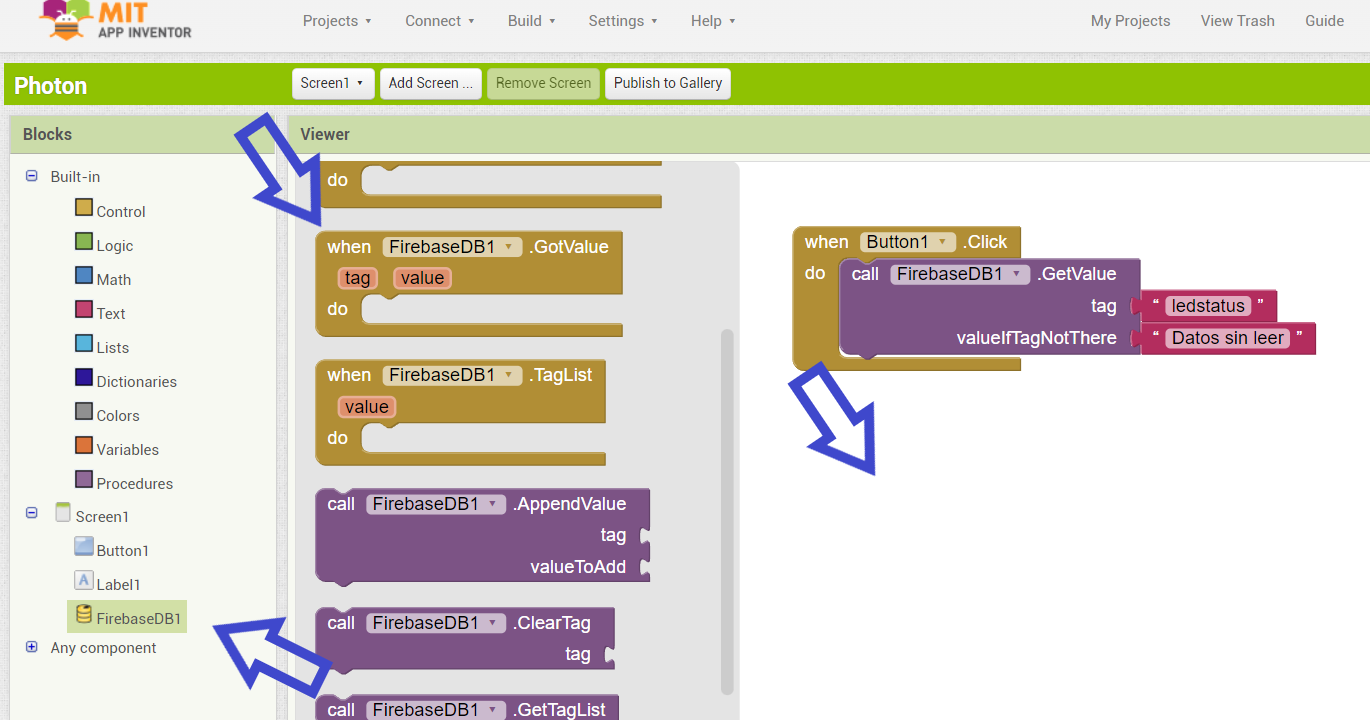 MIT
APP INVENTOR
Projects Connect Build Settings Help My Projects View Trash Guide
Photon Screen1 Add Screen ... Remove Screen Publish to Gallery
Blocks
Built-in
Control
Logic
Math
Text
Lists
Dictionaries
Colors
Variables
Procedures
Screen1
Button1
A Label1
FirebaseDB1
Any component
Viewer
do
when FirebaseDB1 .GotValue
tag value
do
when FirebaseDB1 .TagList
value
do
call FirebaseDB1 .AppendValue
tag
valueToAdd
call FirebaseDB1 .ClearTag
tag
call FirebaseDB1 .GetTagList
when Button1 .Click
do call FirebaseDB1 .GetValue
tag “ ledstatus ”
valueIfTagNotThere “ Datos sin leer ”